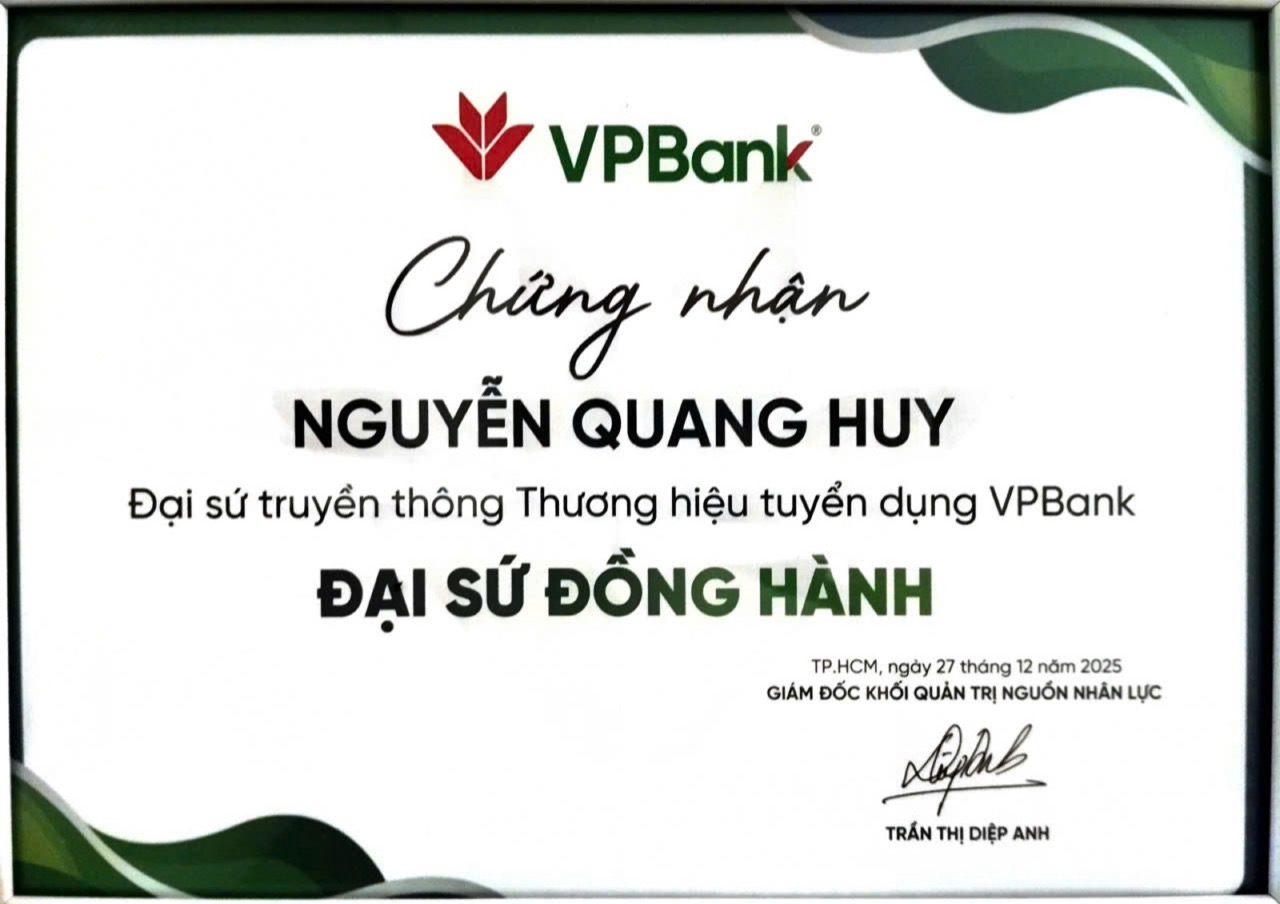 VPBank®
Chứng nhận
NGUYỄN QUANG HUY
Đại sứ truyền thông Thương hiệu tuyển dụng VPBank
ĐẠI SỨ ĐỒNG HÀNH
TP.HCM, ngày 27 tháng 12 năm 2025
GIÁM ĐỐC KHỐI QUẢN TRỊ NGUỒN NHÂN LỰC
TRẦN THỊ DIỆP ANH